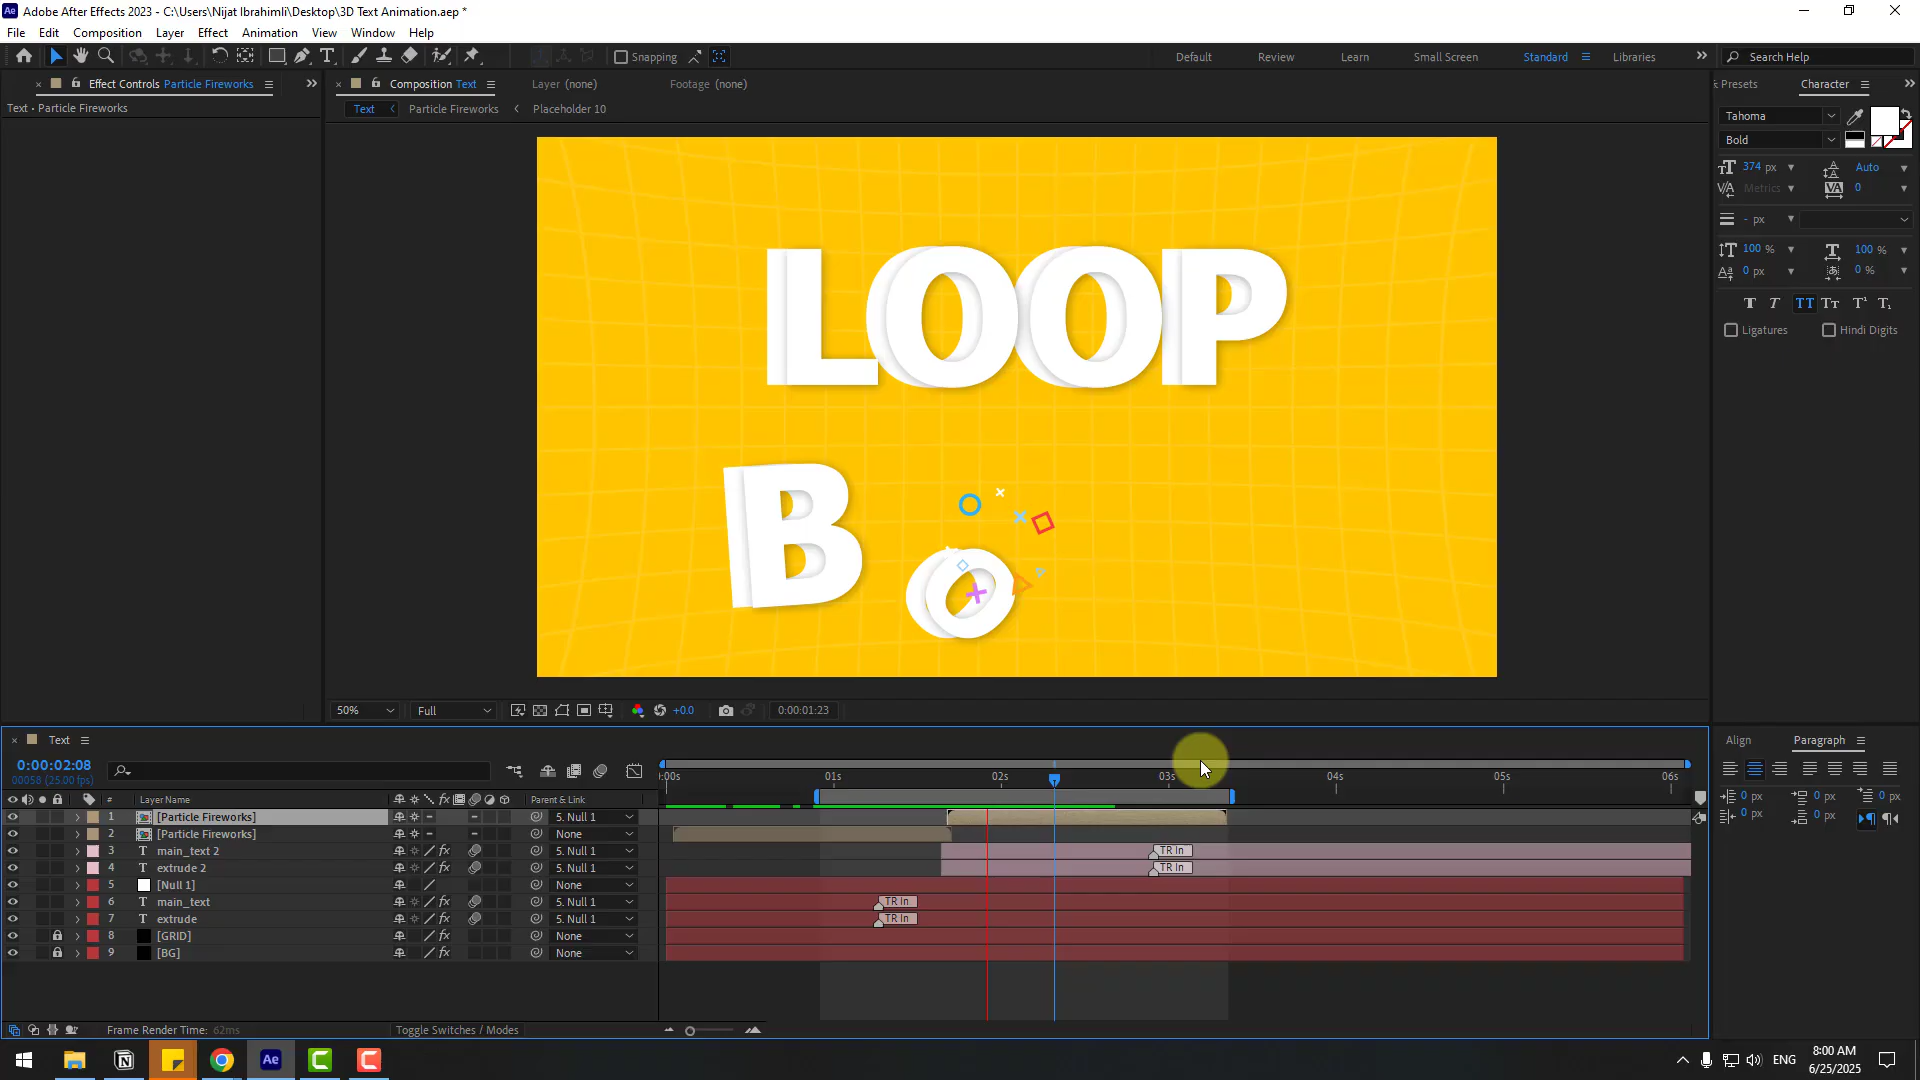 Adobe After Effects 2023 - C:\Users\Nijat Ibrahimli\Desktop\3D Text Animation.aep *
File Edit Composition Layer Effect Animation View Window Help
Snapping
Default Review Learn Small Screen Standard Libraries
Search Help
Effect Controls Particle Fireworks
Composition Text
Layer (none)
Footage (none)
Presets
Character
Text • Particle Fireworks
Text Particle Fireworks Placeholder 10
Tahoma
Bold
374 px Auto
Metrics 0
- px
100 % 100 %
0 px 0 %
Ligatures Hindi Digits
LOOP
B O
50% Full +0.0 0:00:01:23
Text
0:00:02:08
00058 (25.00 fps)
:00s 01s 02s 03s 04s 05s 06s
Align Paragraph
0 px 0 px 0 px
0 px 0 px
# Layer Name Parent & Link
1 [Particle Fireworks] 5. Null 1
2 [Particle Fireworks] None
3 T main_text 2 fx 5. Null 1 TR In
4 T extrude 2 fx 5. Null 1 TR In
5 [Null 1] None
6 T main_text fx 5. Null 1 TR In
7 T extrude fx 5. Null 1 TR In
8 [GRID] fx None
9 [BG] fx None
Frame Render Time: 62ms
Toggle Switches / Modes
ENG
8:00 AM
6/25/2025